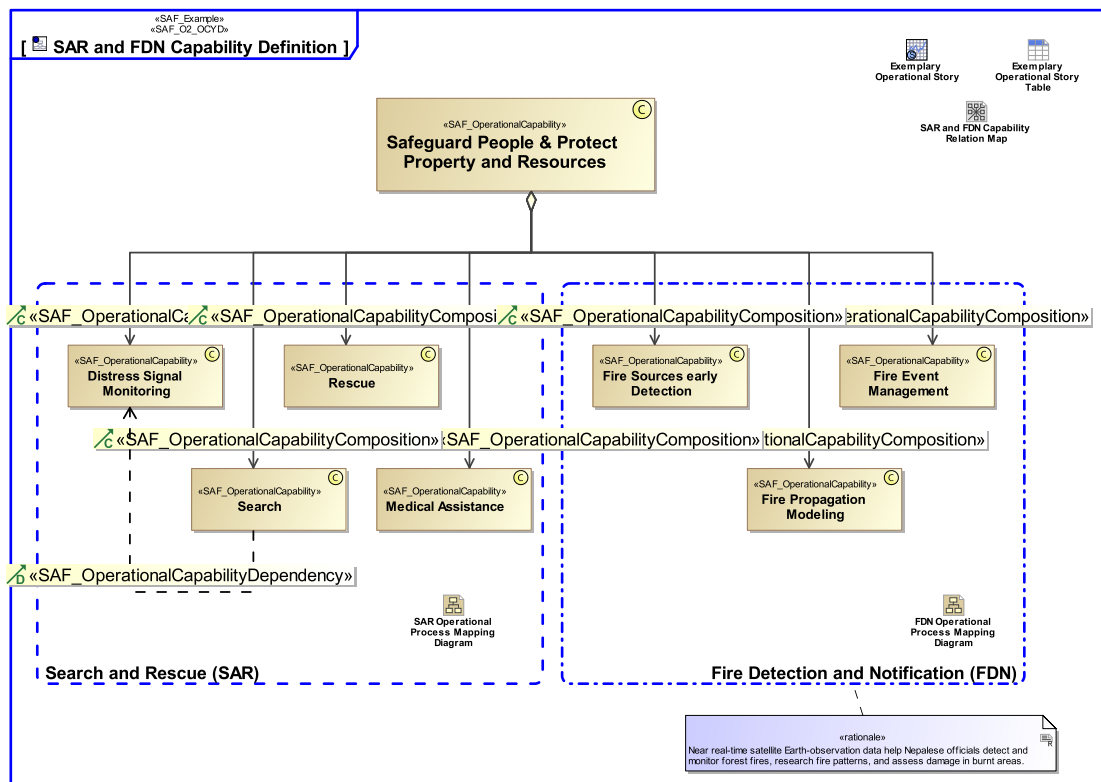 «SAF_Example»
«SAF_O2_OCYD»
[ SAR and FDN Capability Definition ]
Exemplary
Operational Story
Exemplary
Operational Story
Table
SAR and FDN Capability
Relation Map
C
«SAF_OperationalCapability»
Safeguard People & Protect
Property and Resources
C «SAF_OperationalCa
C «SAF_OperationalCapabilityComposi
C «SAF_OperationalCapabilityComposition»
erationalCapabilityComposition»
C
«SAF_OperationalCapability»
Distress Signal
Monitoring
C
«SAF_OperationalCapability»
Rescue
C
«SAF_OperationalCapability»
Fire Sources early
Detection
C
«SAF_OperationalCapability»
Fire Event
Management
C «SAF_OperationalCapabilityComposition»
«SAF_OperationalCapabilityComposition»
tionalCapabilityComposition»
C
«SAF_OperationalCapability»
Search
C
«SAF_OperationalCapability»
Medical Assistance
C
«SAF_OperationalCapability»
Fire Propagation
Modeling
D «SAF_OperationalCapabilityDependency»
SAR Operational
Process Mapping
Diagram
FDN Operational
Process Mapping
Diagram
Search and Rescue (SAR)
Fire Detection and Notification (FDN)
«rationale»
R
Near real-time satellite Earth-observation data help Nepalese officials detect and
monitor forest fires, research fire patterns, and assess damage in burnt areas.